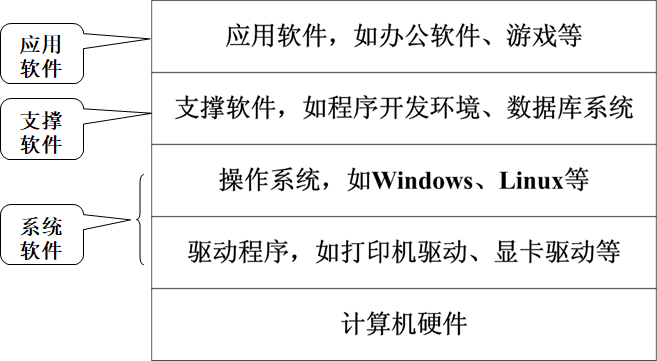 应用
软件
应用软件，如办公软件、游戏等
支撑
软件
支撑软件，如程序开发环境、数据库系统
系统
软件
操作系统，如Windows、Linux等
驱动程序，如打印机驱动、显卡驱动等
计算机硬件